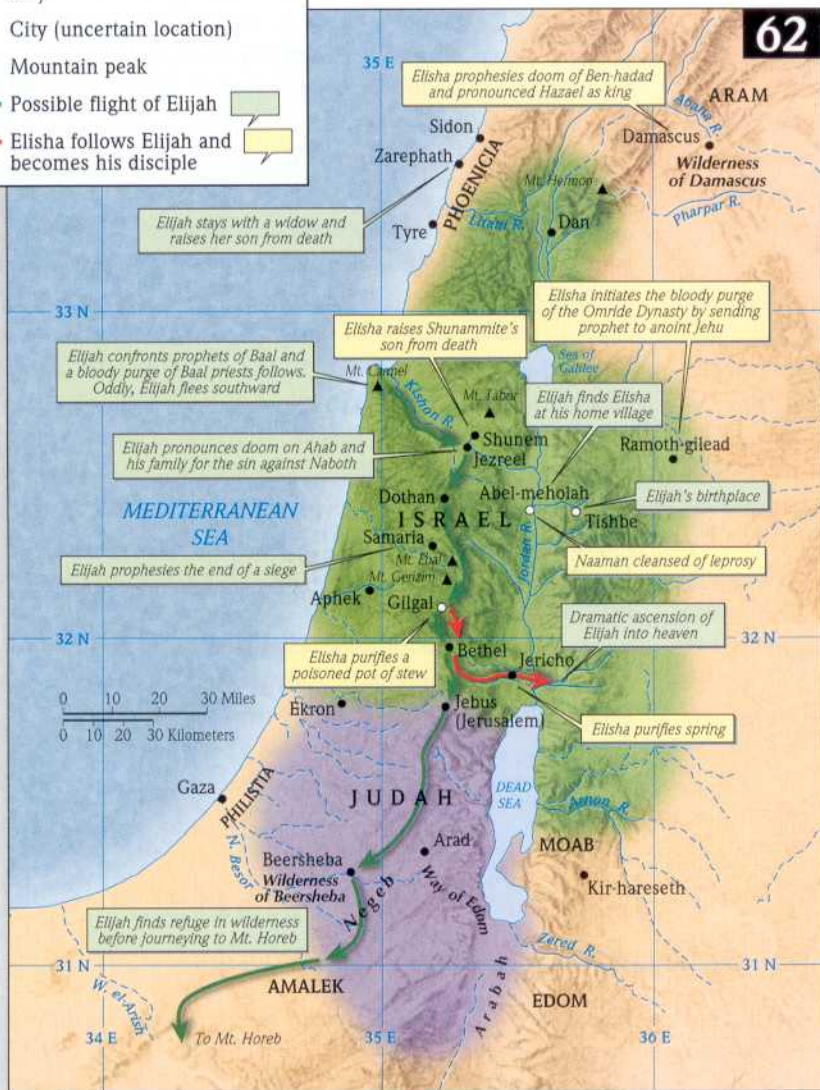 City (uncertain location)
Mountain peak
Possible flight of Elijah
Elisha follows Elijah and
becomes his disciple
62
35 E
Elisha prophesies doom of Ben-hadad
and pronounced Hazael as king
ARAM
Abana R.
Sidon
Damascus
Zarephath
Wilderness
of Damascus
PHOENICIA
Mt. Hermon
Pharpar R.
Elijah stays with a widow and
raises her son from death
Tyre
Litani R.
Dan
33 N
Elisha initiates the bloody purge
of the Omride Dynasty by sending
prophet to anoint Jehu
Elisha raises Shunammite's
son from death
Elijah confronts prophets of Baal and
a bloody purge of Baal priests follows.
Oddly, Elijah flees southward
Mt. Carmel
Kishon R.
Sea of
Galilee
Mt. Tabor
Elijah finds Elisha
at his home village
Shunem
Jezreel
Ramoth-gilead
Elijah pronounces doom on Ahab and
his family for the sin against Naboth
Dothan
Abel-meholah
Elijah's birthplace
MEDITERRANEAN
SEA
ISRAEL
Tishbe
Samaria
Jordan R.
Elijah prophesies the end of a siege
Mt. Ebal
Naaman cleansed of leprosy
Mt. Gerizim
Aphek
Gilgal
32 N
Dramatic ascension of
Elijah into heaven
32 N
Elisha purifies a
poisoned pot of stew
Bethel
Jericho
0 10 20 30 Miles
0 10 20 30 Kilometers
Ekron
Jebus
(Jerusalem)
Elisha purifies spring
Gaza
PHILISTIA
JUDAH
DEAD
SEA
Arnon R.
N. Besor
Arad
MOAB
Beersheba
Wilderness
of Beersheba
Negeb
Way of Edom
Kir-hareseth
Elijah finds refuge in wilderness
before journeying to Mt. Horeb
Zered R.
31 N
31 N
W. el-Arish
AMALEK
Arabah
EDOM
34 E
To Mt. Horeb
35 E
36 E